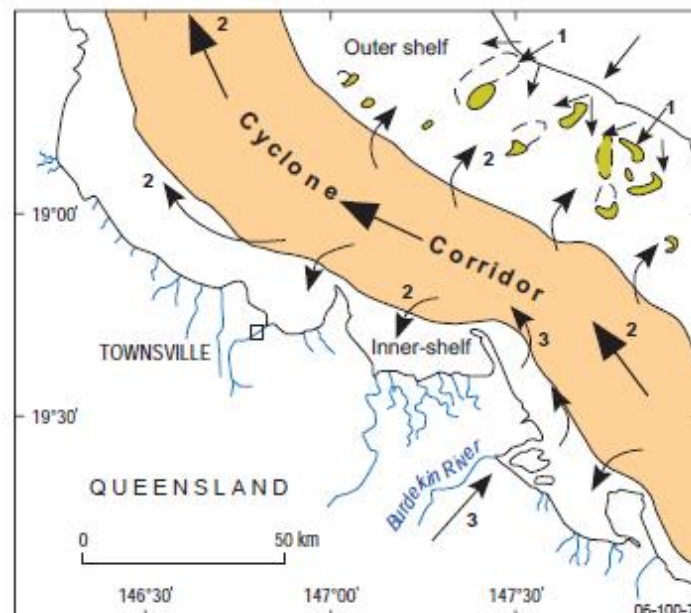 2
Outer shelf
1
1
Cyclone
2
2
19°00'
Corridor
2
2
3
TOWNSVILLE
Inner-shelf
19°30'
Burdekin River
QUEENSLAND
3
0
50 km
146°30'
147°00'
147°30'